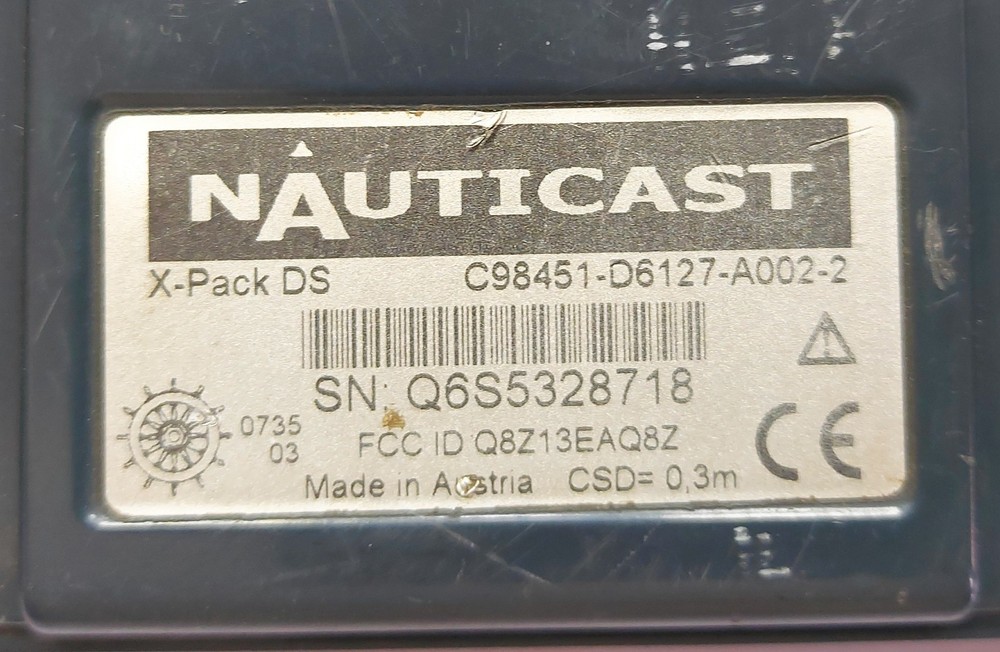 NAUTICAST
X-Pack DS C98451-D6127-A002-2
SN: Q6S5328718
0735
03
FCC ID Q8Z13EAQ8Z
CE
Made in Austria CSD= 0,3m